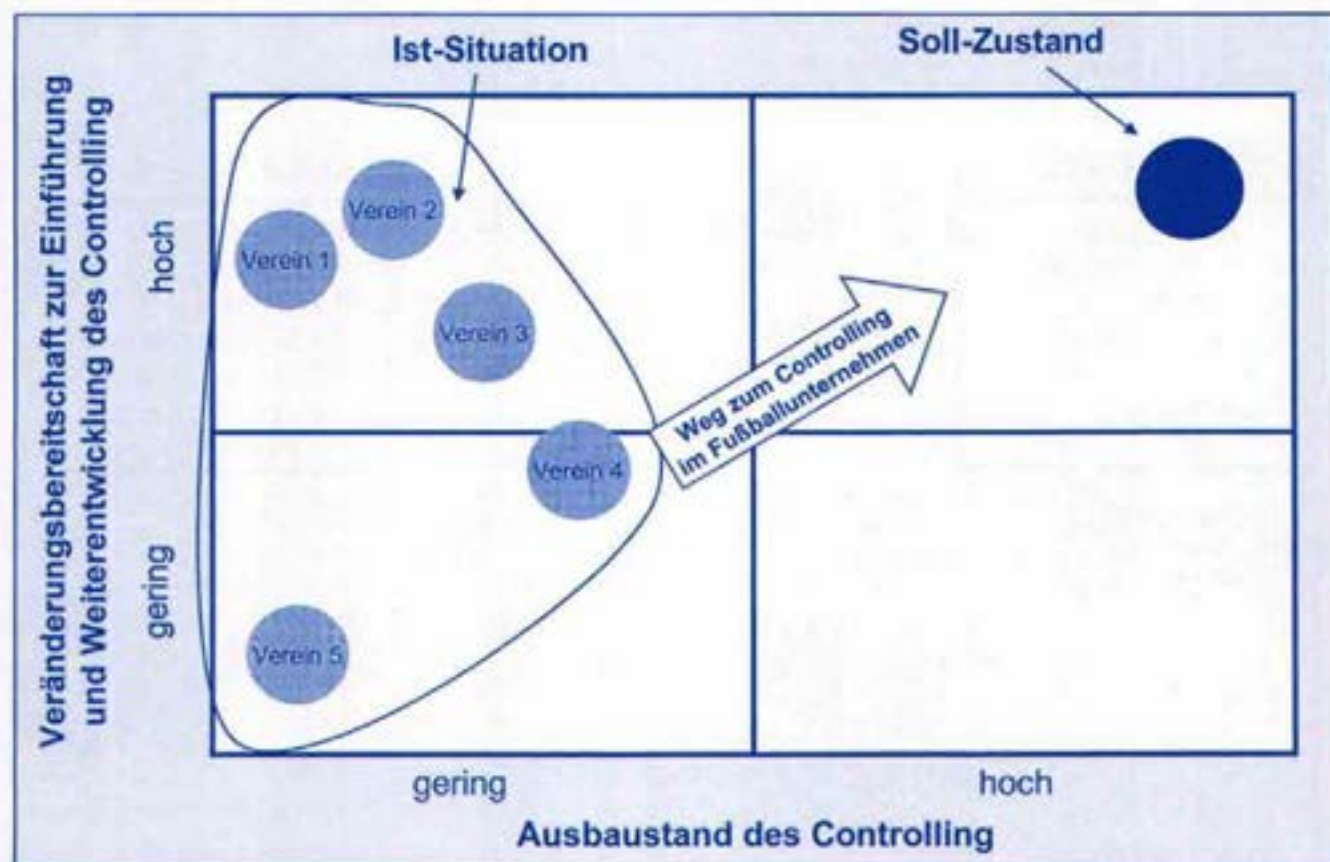 Ist-Situation
Soll-Zustand
Veränderungsbereitschaft zur Einführung
und Weiterentwicklung des Controlling
hoch
gering
Verein 2
Verein 1
Verein 3
Verein 4
Verein 5
Weg zum Controlling
im Fußballunternehmen
gering
hoch
Ausbaustand des Controlling